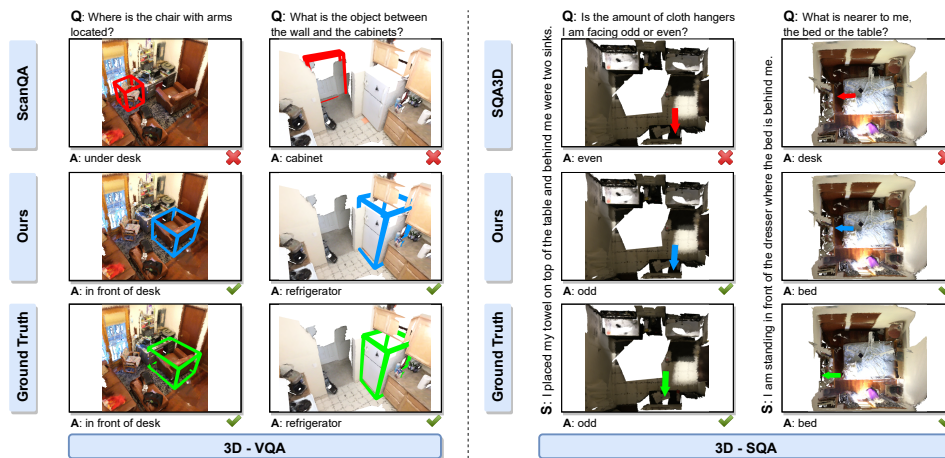 Q: Where is the chair with arms
located?
Q: What is the object between
the wall and the cabinets?
ScanQA
A: under desk
A: cabinet
Ours
A: in front of desk
A: refrigerator
Ground Truth
A: in front of desk
A: refrigerator
3D - VQA
Q: Is the amount of cloth hangers
I am facing odd or even?
Q: What is nearer to me,
the bed or the table?
SQA3D
S: I placed my towel on top of the table and behind me were two sinks.
A: even
S: I am standing in front of the dresser where the bed is behind me.
A: desk
Ours
A: odd
A: bed
Ground Truth
A: odd
A: bed
3D - SQA